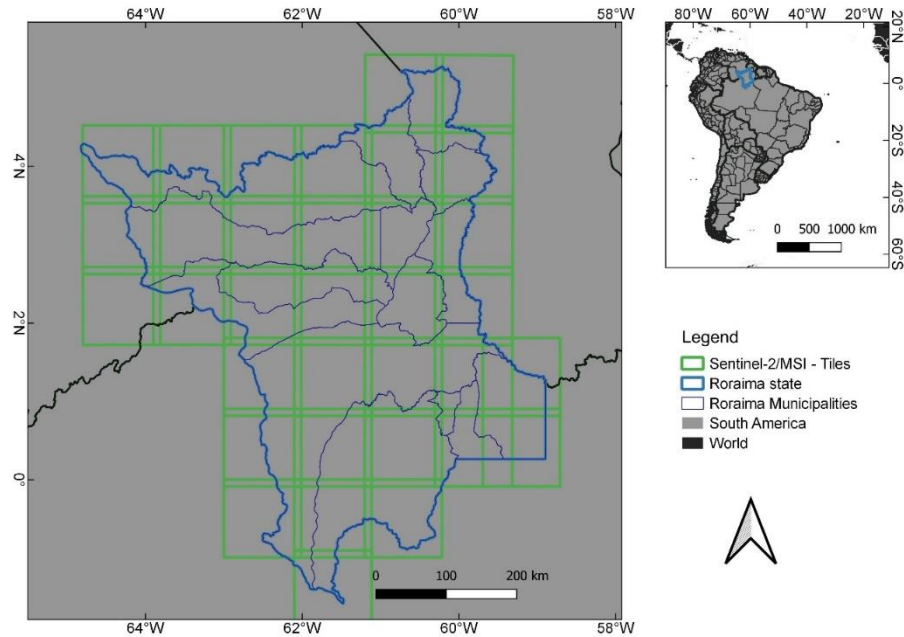 64°W 62°W 60°W 58°W
4°N
2°N
0°
0 100 200 km
64°W 62°W 60°W 58°W
80°W 60°W 40°W 20°W
20°N
0°
20°S
40°S
60°S
0 500 1000 km
Legend
Sentinel-2/MSI - Tiles
Roraima state
Roraima Municipalities
South America
World